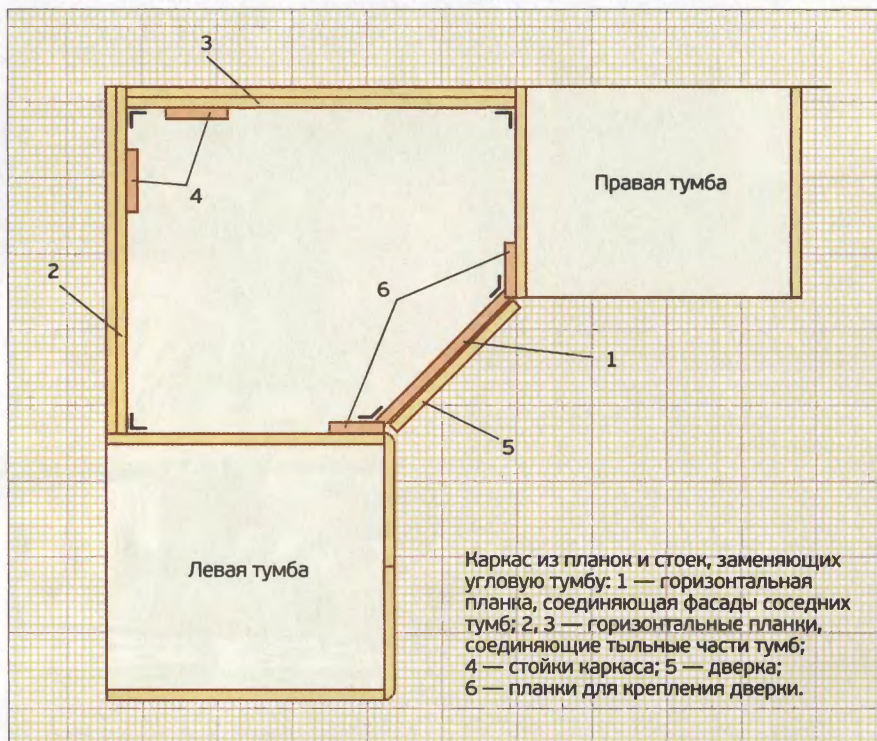 3
4
Правая тумба
2
6
1
5
Левая тумба
Каркас из планок и стоек, заменяющих
угловую тумбу: 1 — горизонтальная
планка, соединяющая фасады соседних
тумб; 2, 3 — горизонтальные планки,
соединяющие тыльные части тумб;
4 — стойки каркаса; 5 — дверка;
6 — планки для крепления дверки.